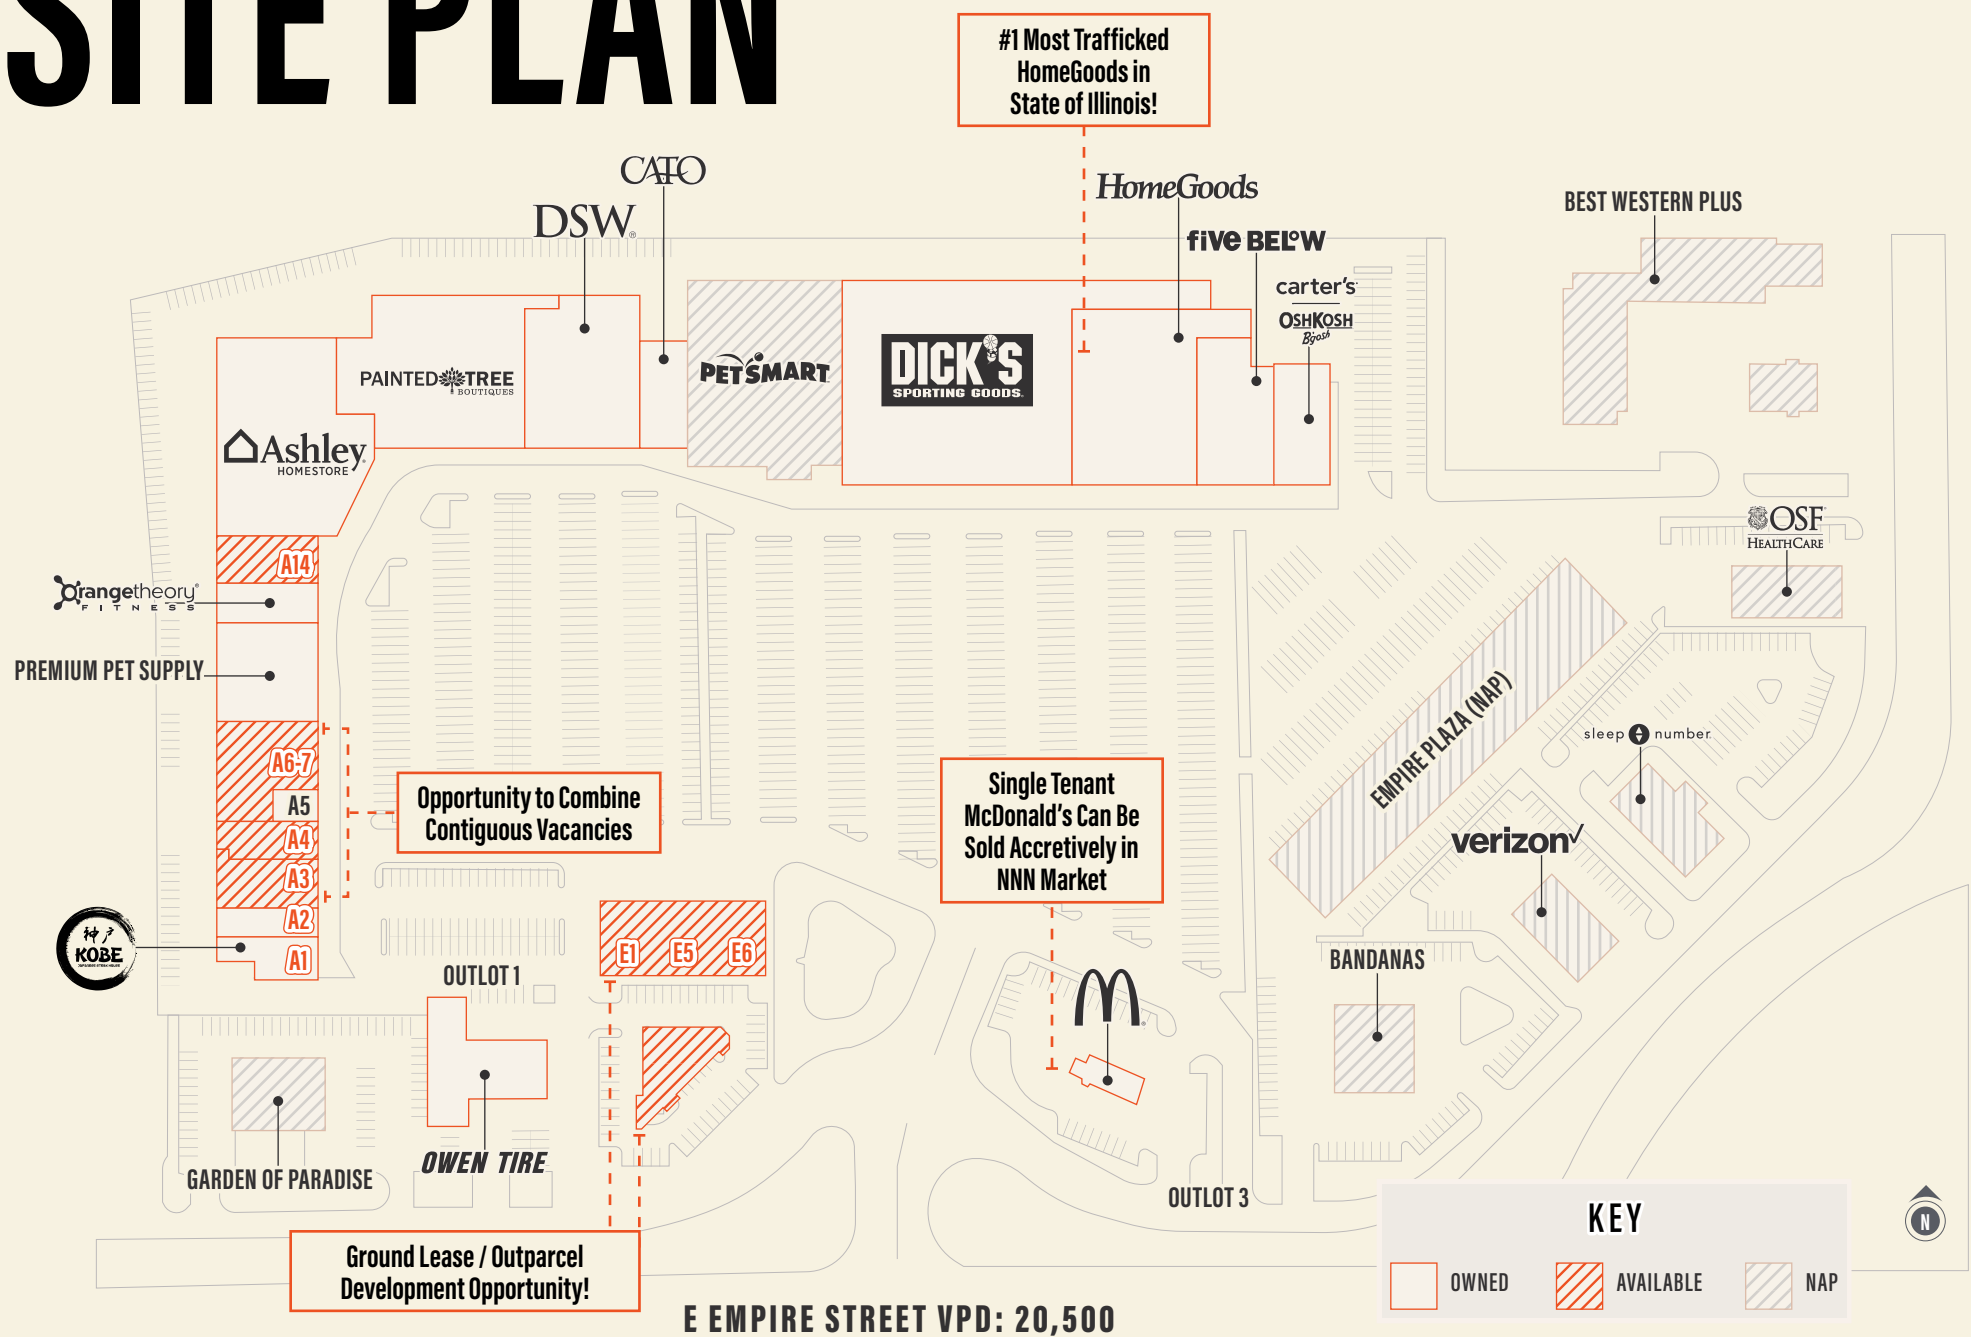 SITE PLAN
#1 Most Trafficked
HomeGoods in
State of Illinois!
CATO
DSW®
HomeGoods
five BEL°W
carter's
OSHKOSH
B'gosh
BEST WESTERN PLUS
PAINTED TREE
BOUTIQUES
PETSMART
DICK'S
SPORTING GOODS
Ashley
HOMESTORE
OSF
HEALTHCARE
A14
Orangetheory®
FITNESS
PREMIUM PET SUPPLY
EMPIRE PLAZA (NAP)
sleep number
A6-7
A5
A4
A3
A2
A1
Opportunity to Combine
Contiguous Vacancies
Single Tenant
McDonald's Can Be
Sold Accretively in
NNN Market
verizon✓
神戸
KOBE
E1
E5
E6
OUTLOT 1
BANDANAS
OWEN TIRE
GARDEN OF PARADISE
OUTLOT 3
Ground Lease / Outparcel
Development Opportunity!
KEY
OWNED
AVAILABLE
NAP
N
E EMPIRE STREET VPD: 20,500